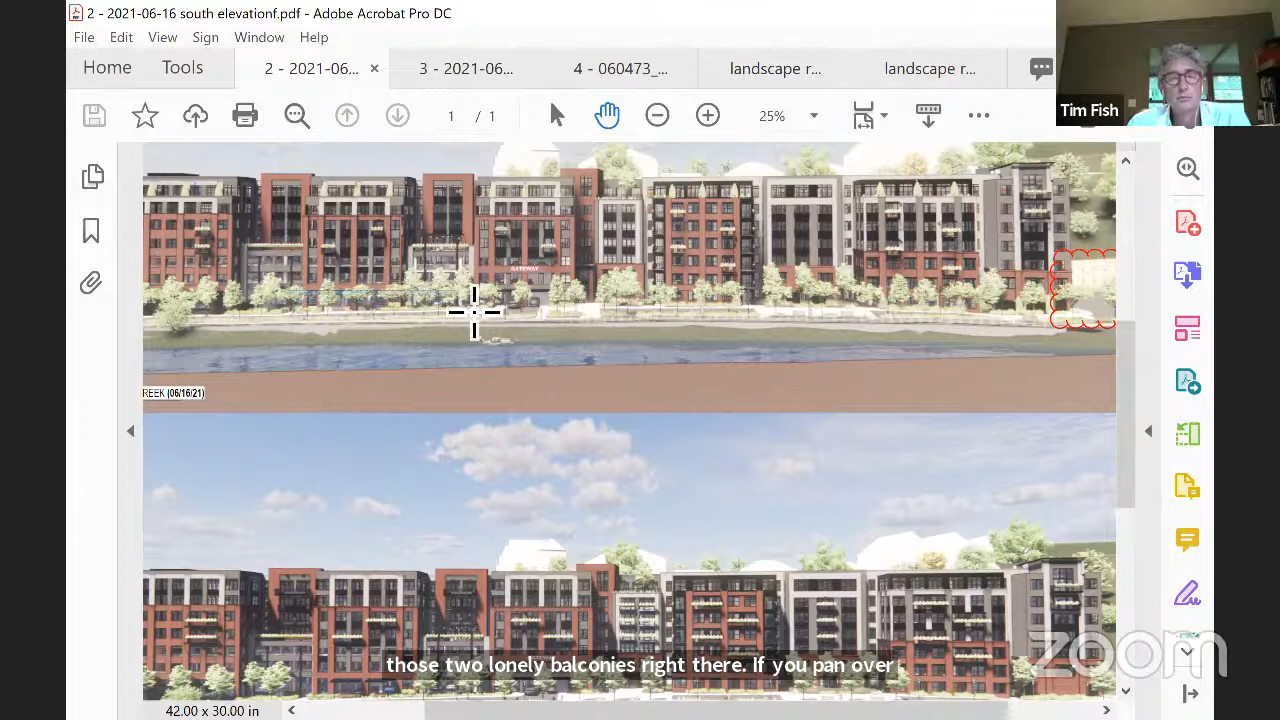 2 - 2021-06-16 south elevationf.pdf - Adobe Acrobat Pro DC
File Edit View Sign Window Help
Home Tools 2 - 2021-06... × 3 - 2021-06... 4 - 060473_... landscape r... landscape r...
1 / 1 25%
Tim Fish
GATEWAY
REEK (06/16/21)
those two lonely balconies right there. If you pan over
zoom
42.00 x 30.00 in